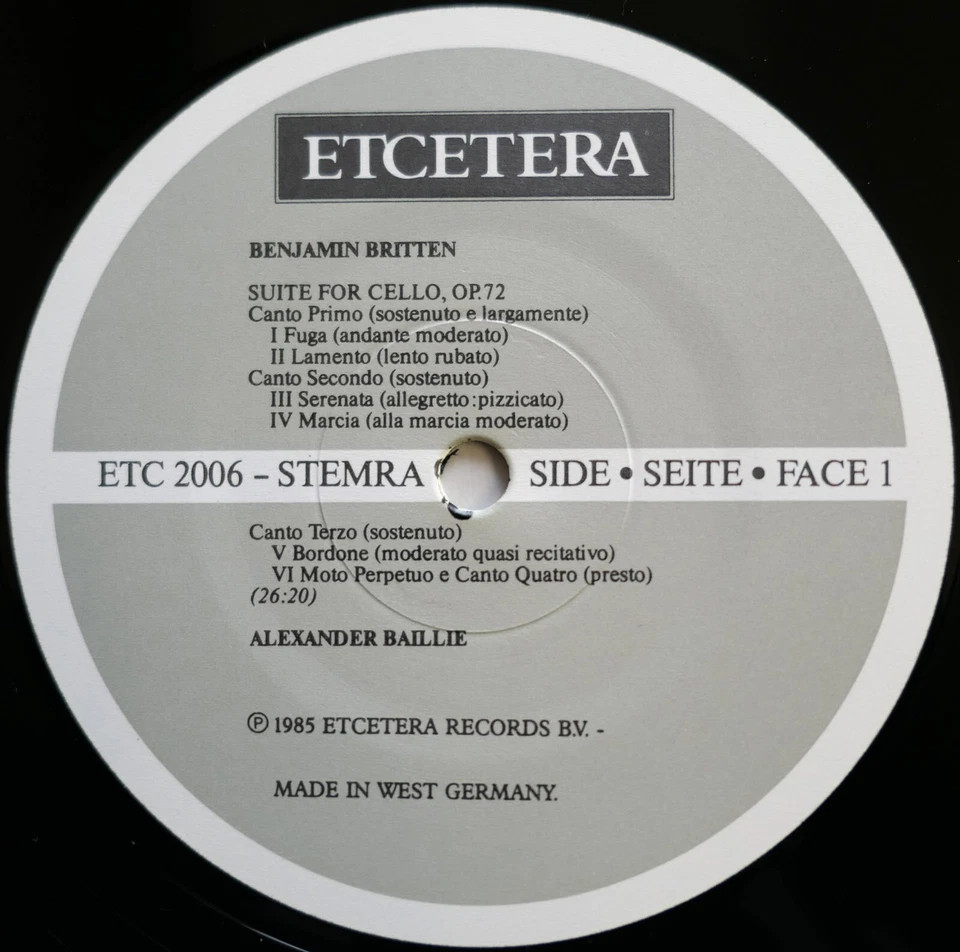 ETCETERA
BENJAMIN BRITTEN
SUITE FOR CELLO, OP.72
Canto Primo (sostenuto e largamente)
I Fuga (andante moderato)
II Lamento (lento rubato)
Canto Secondo (sostenuto)
III Serenata (allegretto:pizzicato)
IV Marcia (alla marcia moderato)
ETC 2006 – STEMRA SIDE • SEITE • FACE 1
Canto Terzo (sostenuto)
V Bordone (moderato quasi recitativo)
VI Moto Perpetuo e Canto Quatro (presto)
(26:20)
ALEXANDER BAILLIE
℗ 1985 ETCETERA RECORDS B.V. -
MADE IN WEST GERMANY.